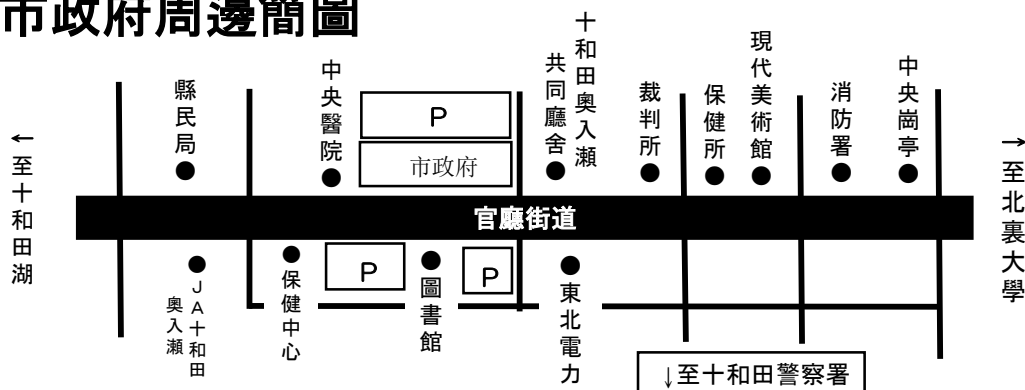 市政府周邊簡圖
←至十和田湖
縣民局
中央醫院
P
市政府
十和田奧入瀨
共同廳舍
裁判所
保健所
現代美術館
消防署
中央崗亭
→至北裏大學
官廳街道
JA十和田
奧入瀨
保健中心
P
圖書館
P
東北電力
↓至十和田警察署